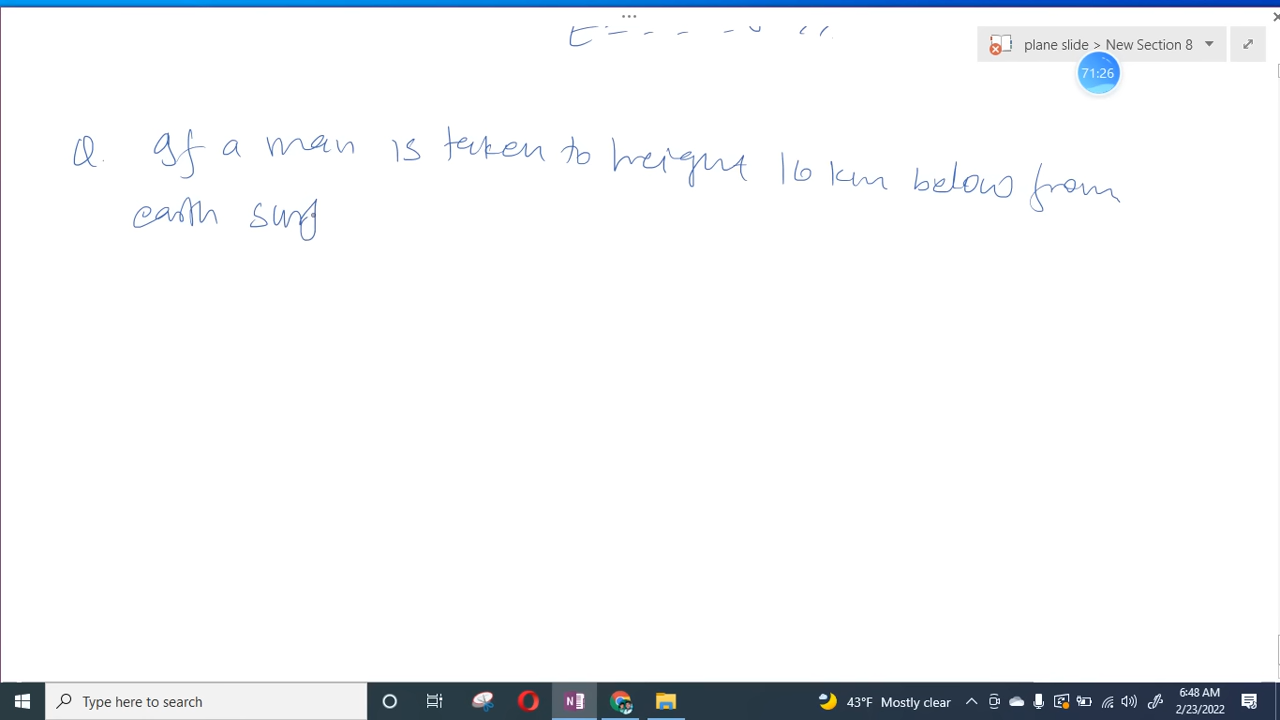 plane slide > New Section 8
71:26
Q. If a man is taken to height 10 km below from
earth surf
Type here to search
43°F Mostly clear
6:48 AM
2/23/2022